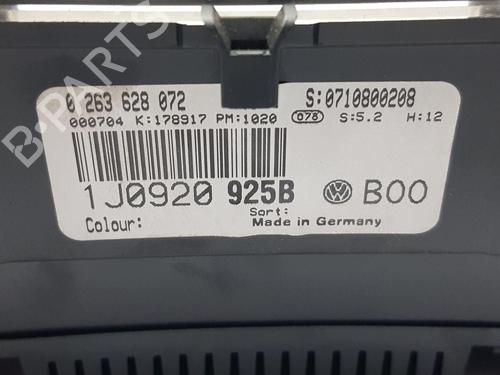 B-PARTS
0 263 628 072 S:0710800208
000704 K:178917 PM:1020 078 S:5.2 H:12
1J0920 925B VW B00
Colour: Sort: Made in Germany